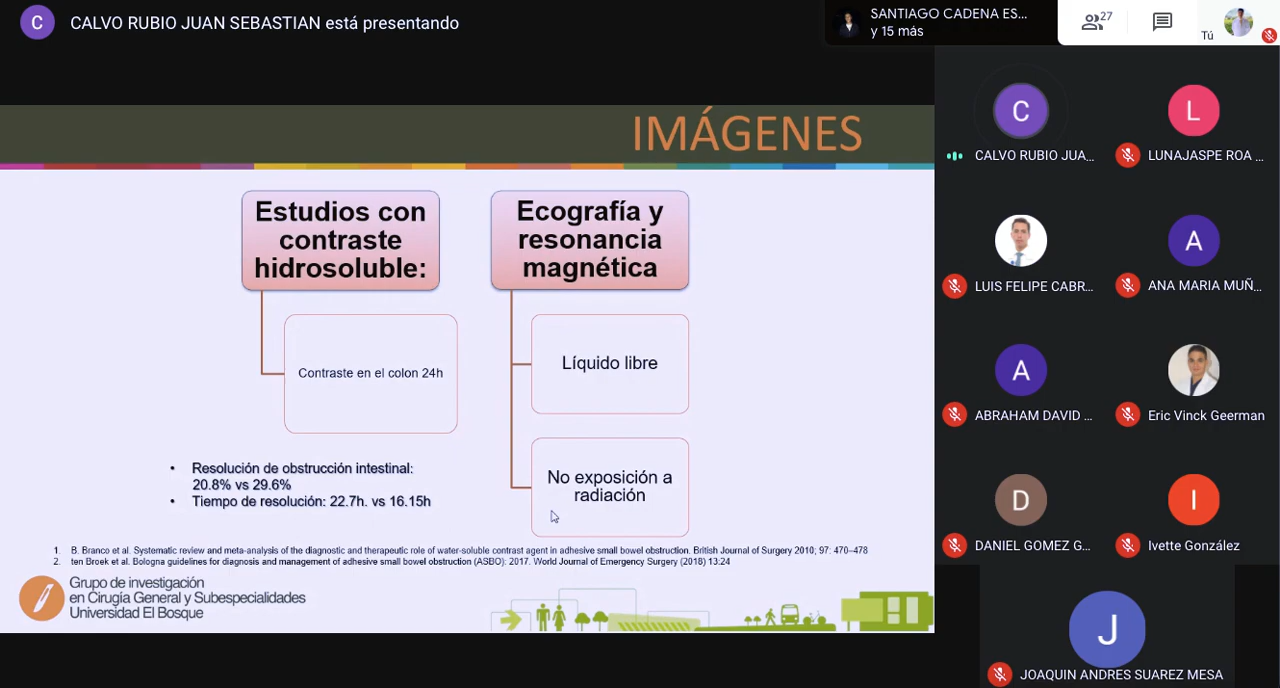 C
CALVO RUBIO JUAN SEBASTIAN está presentando
SANTIAGO CADENA ES...
y 15 más
27
Tú
IMÁGENES
Estudios con
contraste
hidrosoluble:
Contraste en el colon 24h
Ecografía y
resonancia
magnética
Líquido libre
No exposición a
radiación
• Resolución de obstrucción intestinal:
20.8% vs 29.6%
• Tiempo de resolución: 22.7h. vs 16.15h
1. B. Branco et al. Systematic review and meta-analysis of the diagnostic and therapeutic role of water-soluble contrast agent in adhesive small bowel obstruction. British Journal of Surgery 2010; 97: 470–478
2. ten Broek et al. Bologna guidelines for diagnosis and management of adhesive small bowel obstruction (ASBO): 2017. World Journal of Emergency Surgery (2018) 13:24
Grupo de investigación
en Cirugía General y Subespecialidades
Universidad El Bosque
C
CALVO RUBIO JUA...
L
LUNAJASPE ROA ...
LUIS FELIPE CABR...
A
ANA MARIA MUÑ...
A
ABRAHAM DAVID ...
Eric Vinck Geerman
D
DANIEL GOMEZ G...
I
Ivette González
J
JOAQUIN ANDRES SUAREZ MESA